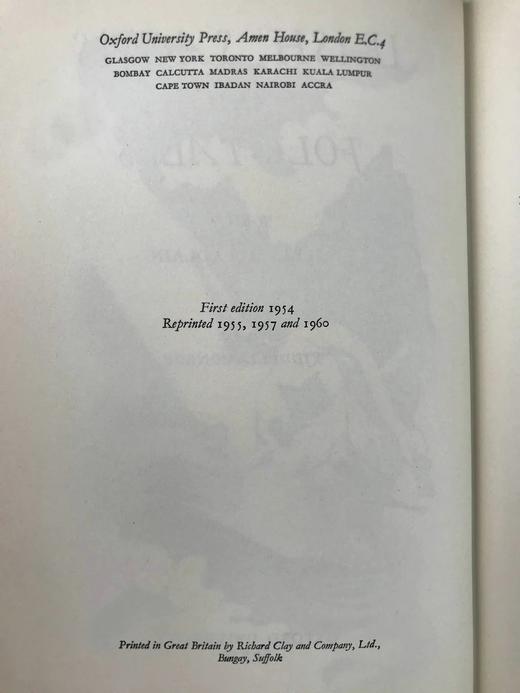 Oxford University Press, Amen House, London E.C.4
GLASGOW NEW YORK TORONTO MELBOURNE WELLINGTON
BOMBAY CALCUTTA MADRAS KARACHI KUALA LUMPUR
CAPE TOWN IBADAN NAIROBI ACCRA
First edition 1954
Reprinted 1955, 1957 and 1960
Printed in Great Britain by Richard Clay and Company, Ltd.,
Bungay, Suffolk